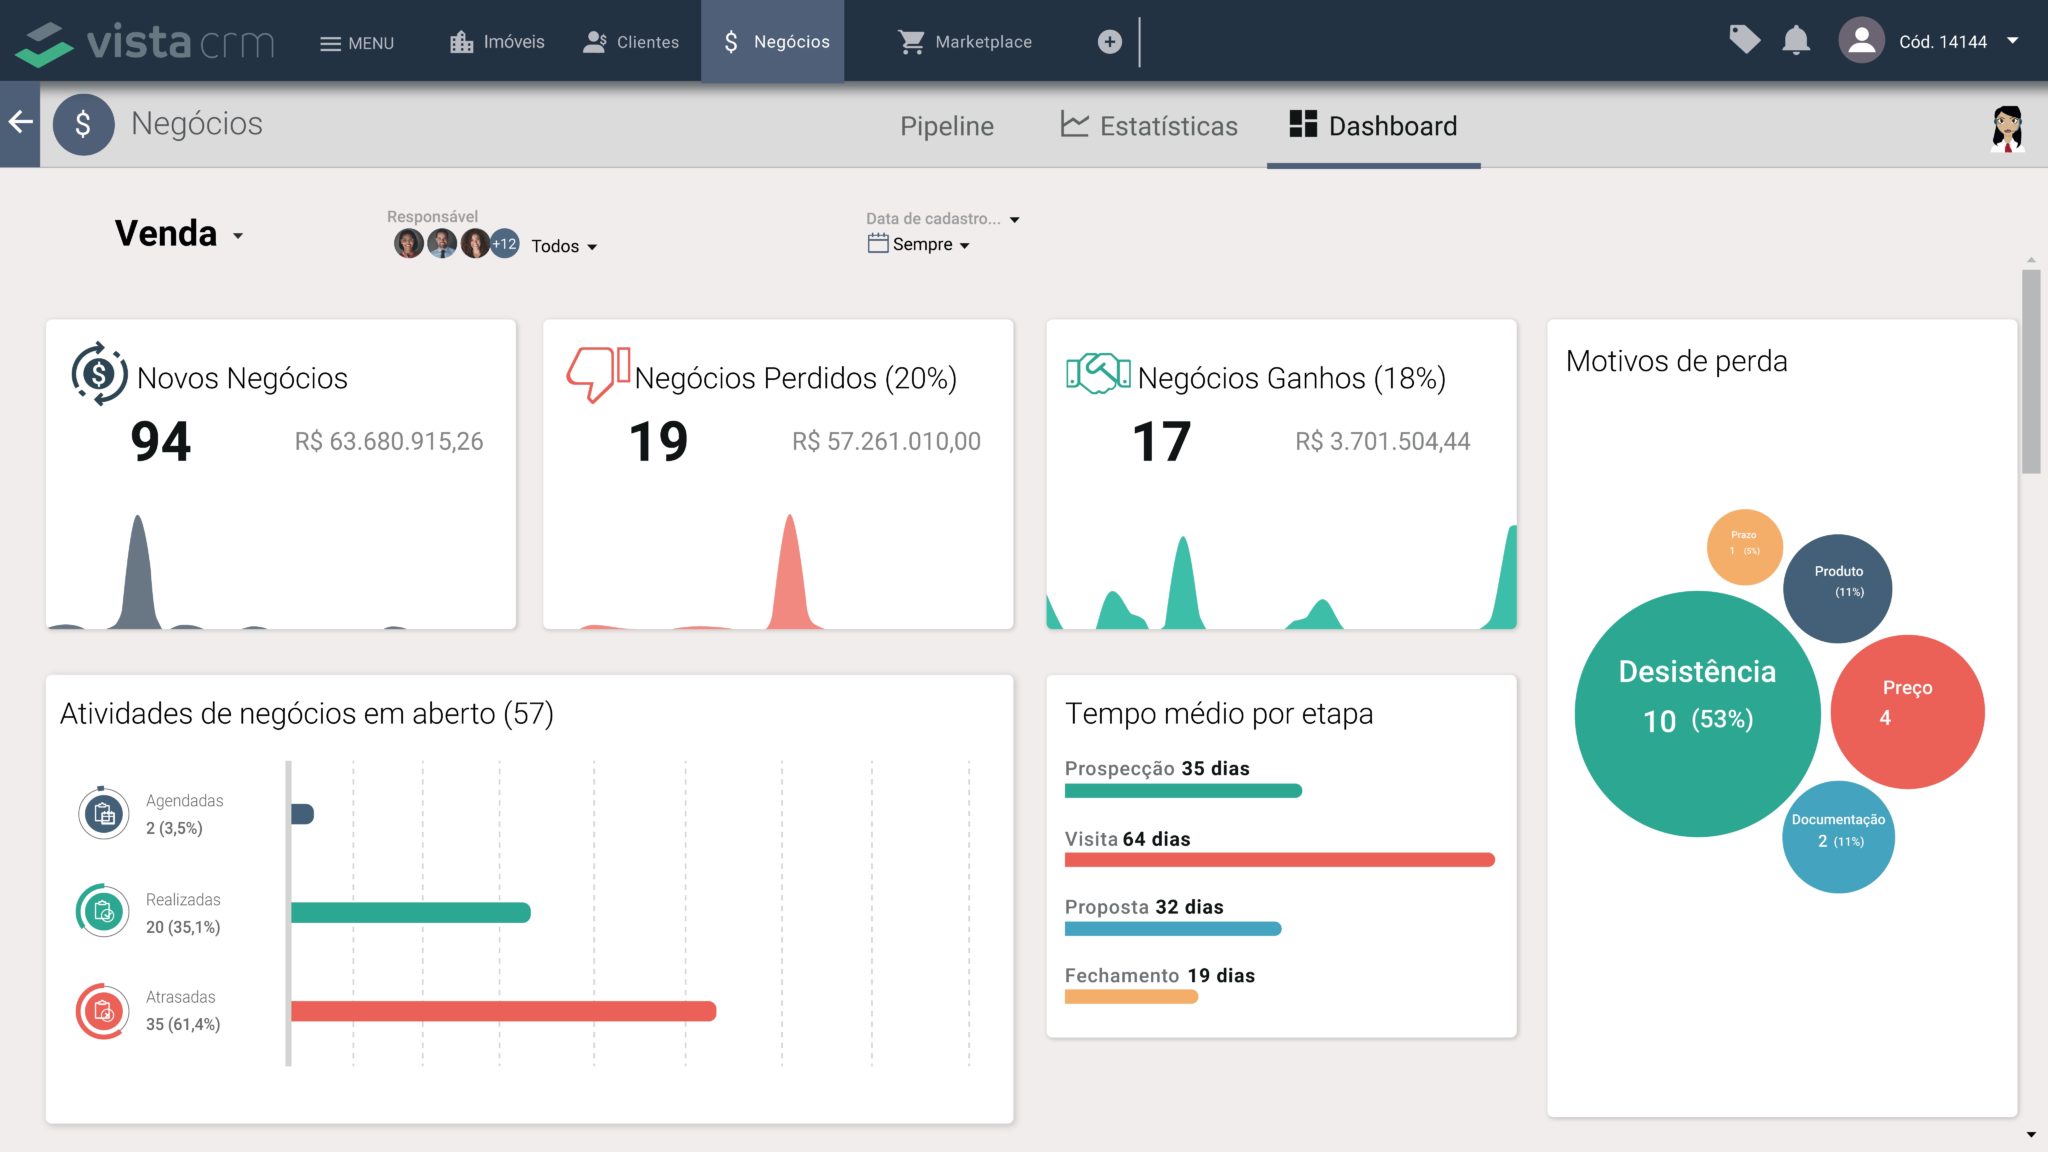 vista crm
MENU
Imóveis
Clientes
$ Negócios
Marketplace
Cód. 14144
$ Negócios
Pipeline
Estatísticas
Dashboard
Venda
Responsável
+12
Todos
Data de cadastro...
Sempre
Novos Negócios
94 R$ 63.680.915,26
Negócios Perdidos (20%)
19 R$ 57.261.010,00
Negócios Ganhos (18%)
17 R$ 3.701.504,44
Motivos de perda
Prazo
1 (5%)
Produto
(11%)
Desistência
10 (53%)
Preço
4
Documentação
2 (11%)
Atividades de negócios em aberto (57)
Agendadas
2 (3,5%)
Realizadas
20 (35,1%)
Atrasadas
35 (61,4%)
Tempo médio por etapa
Prospecção 35 dias
Visita 64 dias
Proposta 32 dias
Fechamento 19 dias